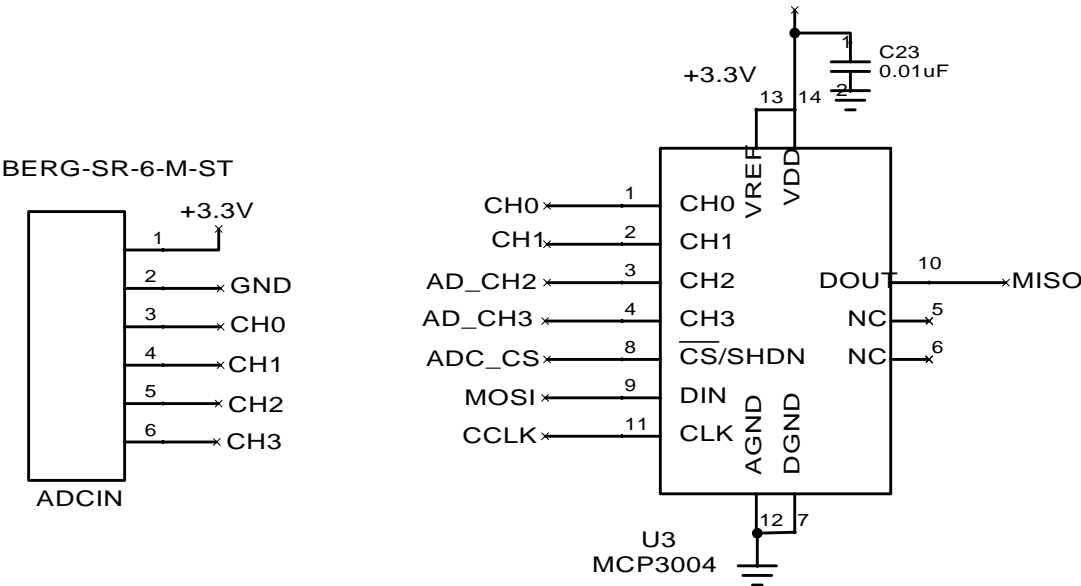 BERG-SR-6-M-ST
+3.3V
1
2 GND
3 CH0
4 CH1
5 CH2
6 CH3
ADCIN
1 C23
0.01uF
2
+3.3V
13 14
VREF VDD
CH0 1 CH0
CH1 2 CH1
AD_CH2 3 CH2 DOUT 10 MISO
AD_CH3 4 CH3 NC 5
ADC_CS 8 CS/SHDN NC 6
MOSI 9 DIN
CCLK 11 CLK
AGND DGND
12 7
U3
MCP3004